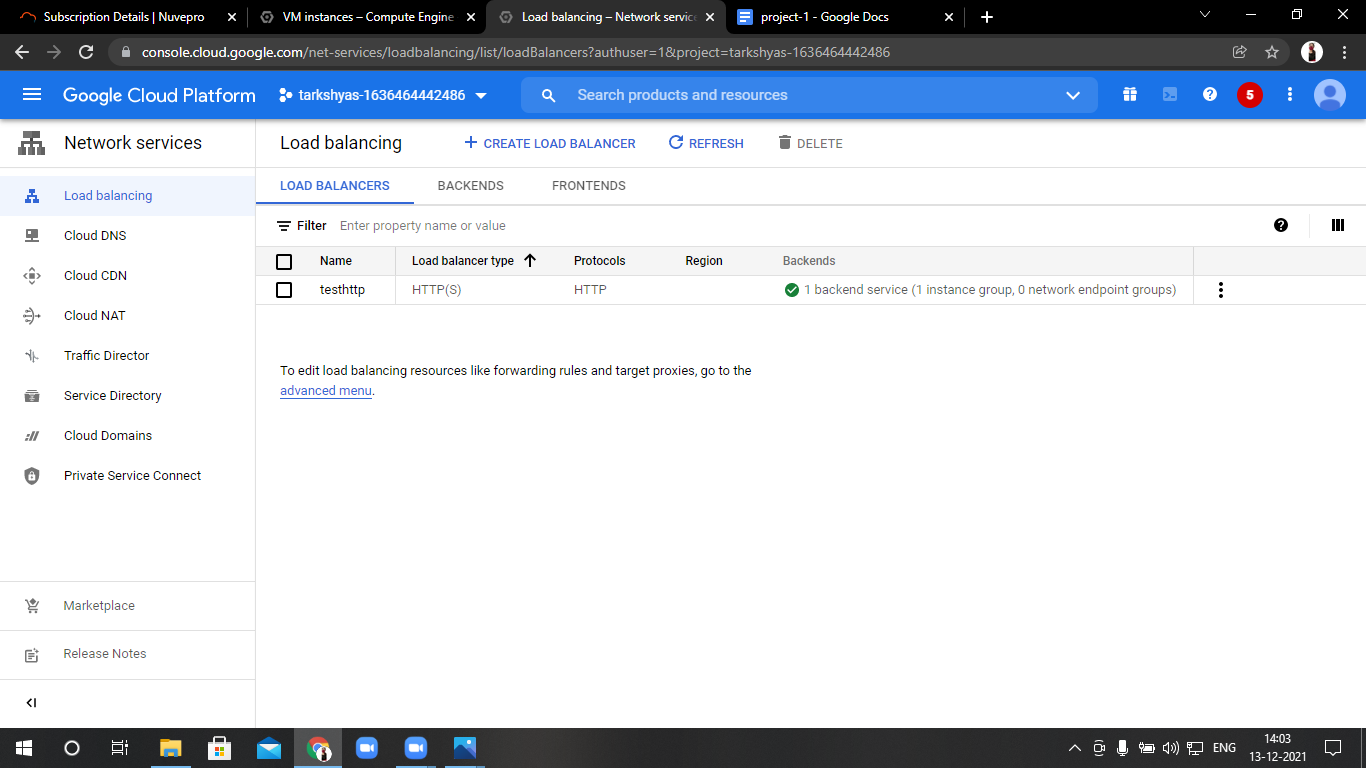 Subscription Details | Nuvepro
VM instances – Compute Engine
Load balancing – Network service
project-1 - Google Docs
console.cloud.google.com/net-services/loadbalancing/list/loadBalancers?authuser=1&project=tarkshyas-1636464442486
Google Cloud Platform
tarkshyas-1636464442486
Search products and resources
5
Network services
Load balancing
CREATE LOAD BALANCER
REFRESH
DELETE
Load balancing
Cloud DNS
Cloud CDN
Cloud NAT
Traffic Director
Service Directory
Cloud Domains
Private Service Connect
Marketplace
Release Notes
LOAD BALANCERS
BACKENDS
FRONTENDS
Filter Enter property name or value
Name Load balancer type Protocols Region Backends
testhttp HTTP(S) HTTP 1 backend service (1 instance group, 0 network endpoint groups)
To edit load balancing resources like forwarding rules and target proxies, go to the
advanced menu.
ENG
14:03
13-12-2021